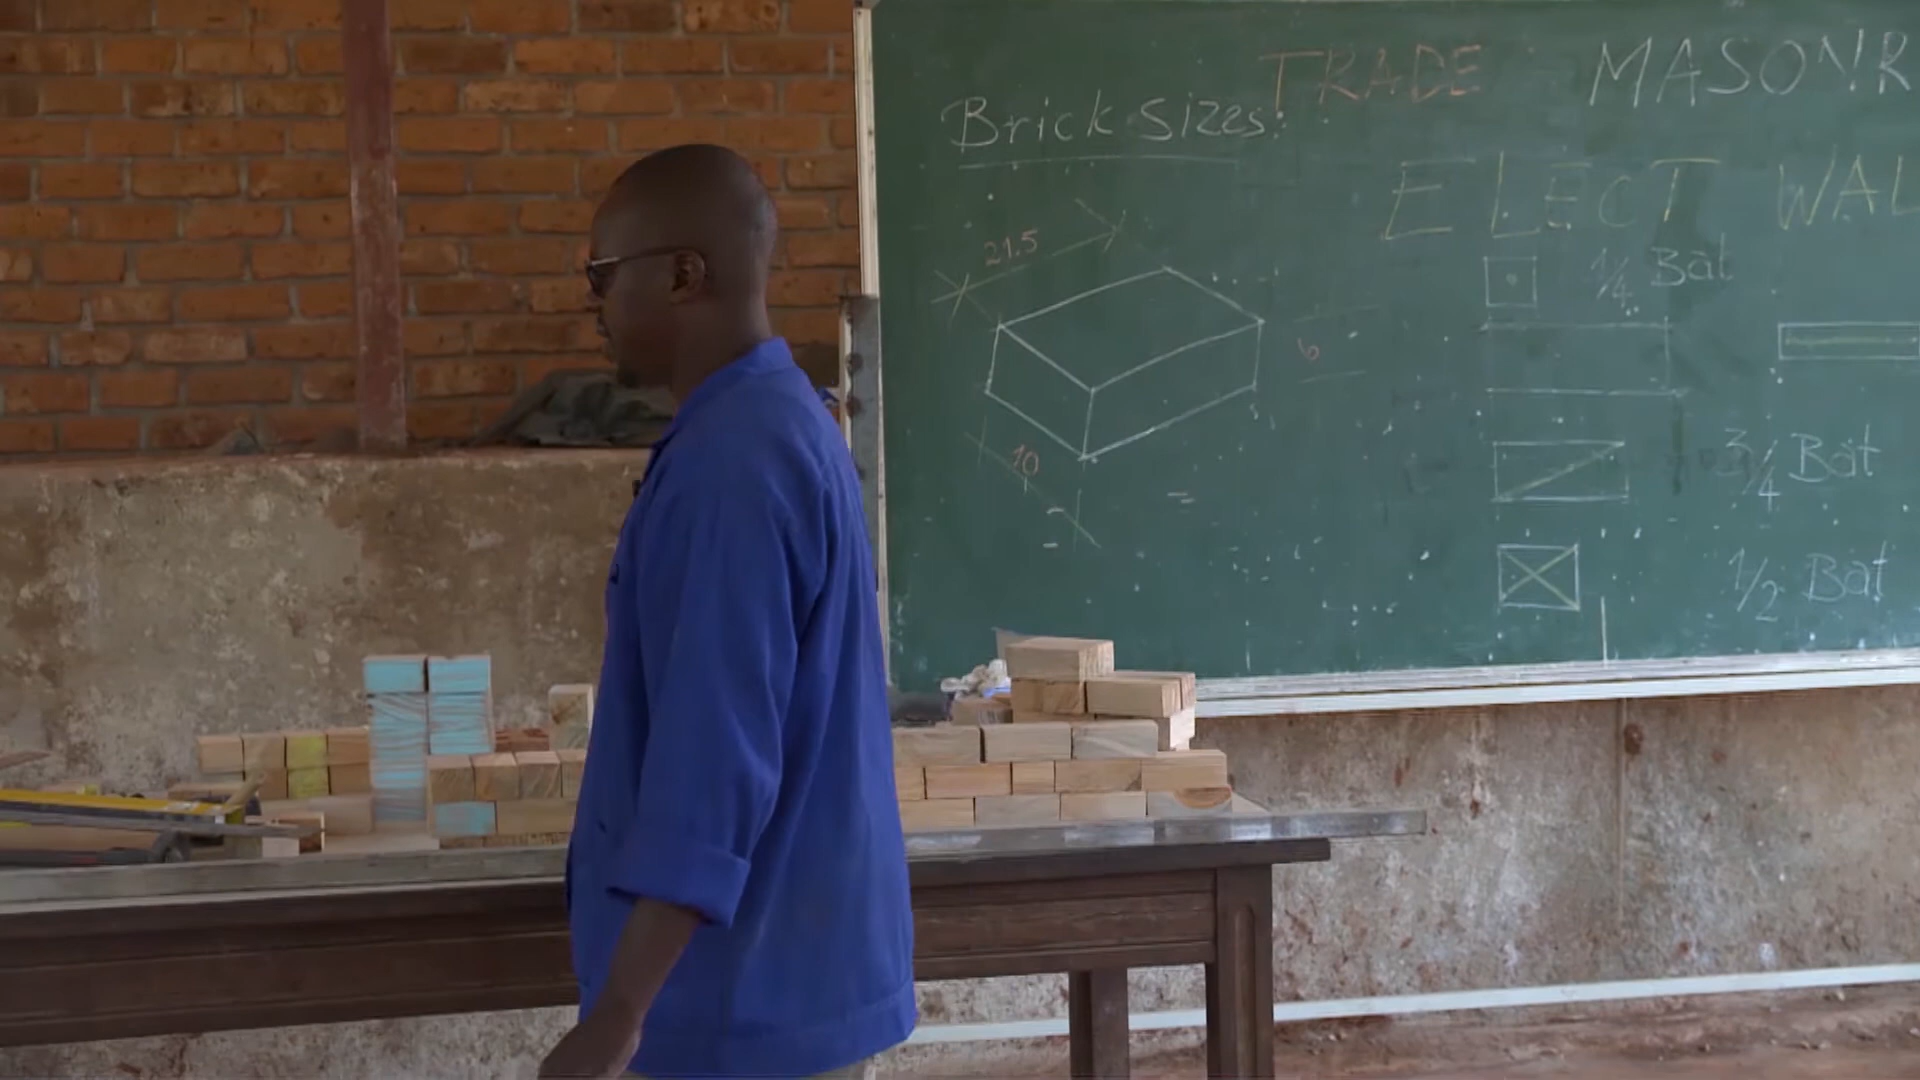 TRADE MASONR
Brick sizes:
ELECT WAL
21.5
1/4 Bat
6
10
3/4 Bat
1/2 Bat